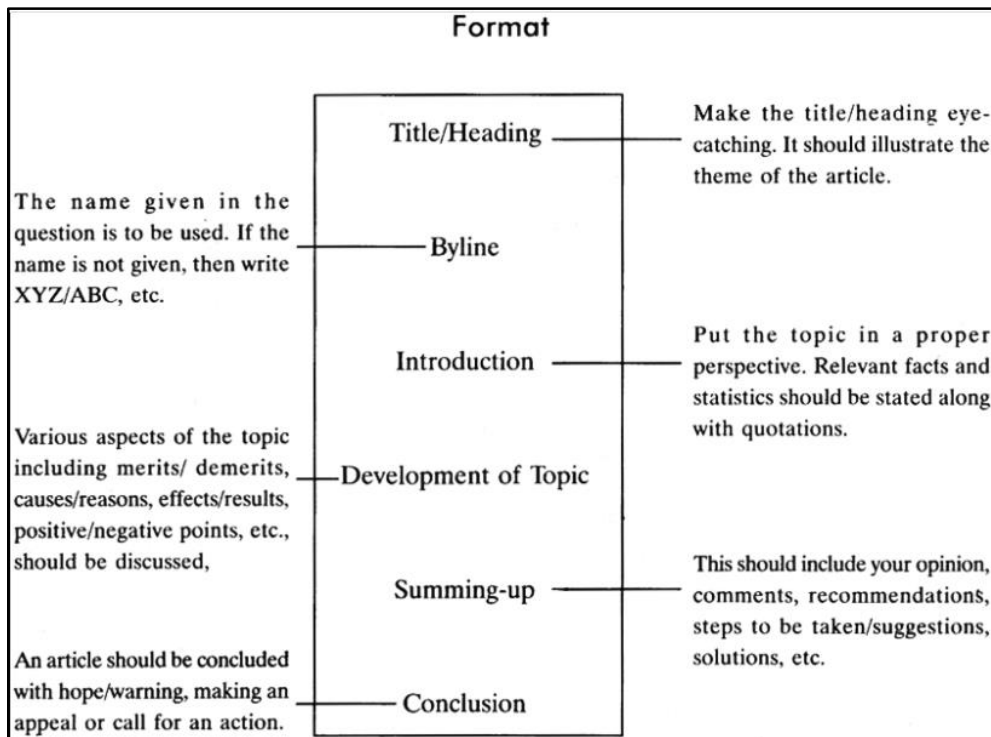 Format
Title/Heading
Make the title/heading eye-
catching. It should illustrate the
theme of the article.
The name given in the
question is to be used. If the
name is not given, then write
XYZ/ABC, etc.
Byline
Introduction
Put the topic in a proper
perspective. Relevant facts and
statistics should be stated along
with quotations.
Various aspects of the topic
including merits/ demerits,
causes/reasons, effects/results,
positive/negative points, etc.,
should be discussed,
Development of Topic
Summing-up
This should include your opinion,
comments, recommendations,
steps to be taken/suggestions,
solutions, etc.
An article should be concluded
with hope/warning, making an
appeal or call for an action.
Conclusion